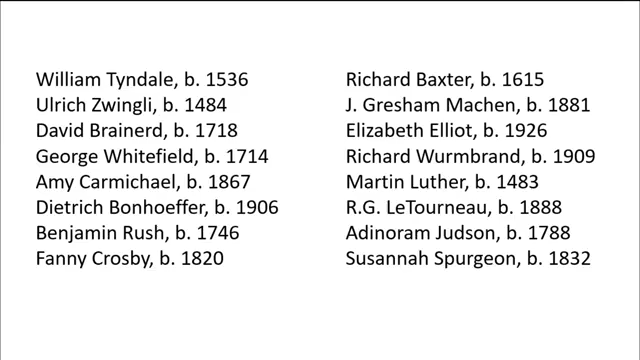 William Tyndale, b. 1536
Ulrich Zwingli, b. 1484
David Brainerd, b. 1718
George Whitefield, b. 1714
Amy Carmichael, b. 1867
Dietrich Bonhoeffer, b. 1906
Benjamin Rush, b. 1746
Fanny Crosby, b. 1820
Richard Baxter, b. 1615
J. Gresham Machen, b. 1881
Elizabeth Elliot, b. 1926
Richard Wurmbrand, b. 1909
Martin Luther, b. 1483
R.G. LeTourneau, b. 1888
Adinoram Judson, b. 1788
Susannah Spurgeon, b. 1832